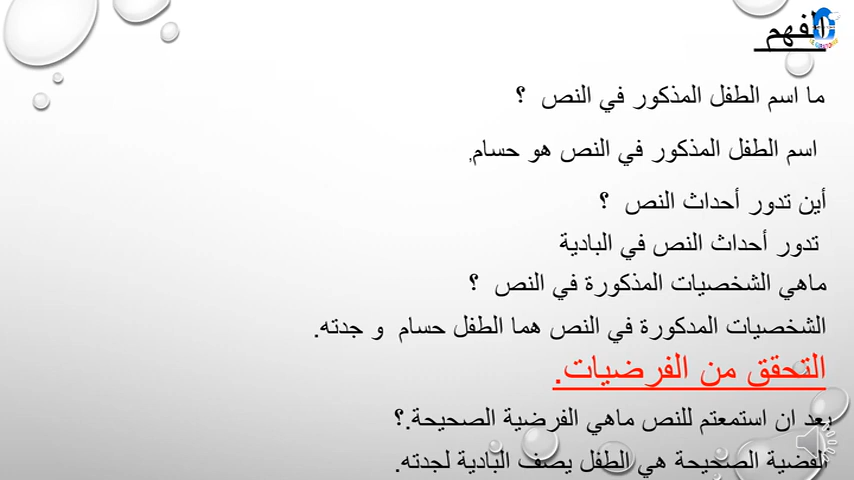 الفهم
ما اسم الطفل المذكور في النص ؟
اسم الطفل المذكور في النص هو حسام,
أين تدور أحداث النص ؟
تدور أحداث النص في البادية
ماهي الشخصيات المذكورة في النص ؟
الشخصيات المدكورة في النص هما الطفل حسام و جدته.
التحقق من الفرضيات.
بعد ان استمعتم للنص ماهي الفرضية الصحيحة.؟
الفضية الصحيحة هي الطفل يصف البادية لجدته.